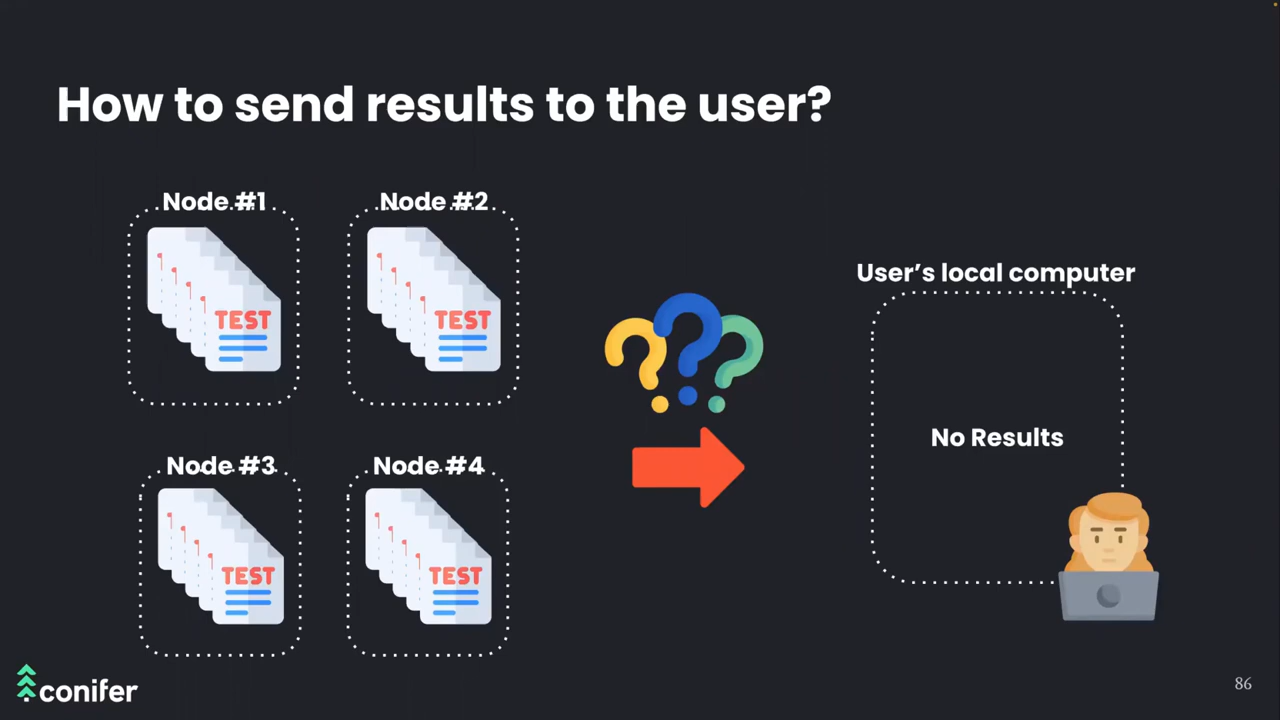 How to send results to the user?
Node #1
Node #2
TEST
TEST
User’s local computer
No Results
Node #3
Node #4
TEST
TEST
conifer
86